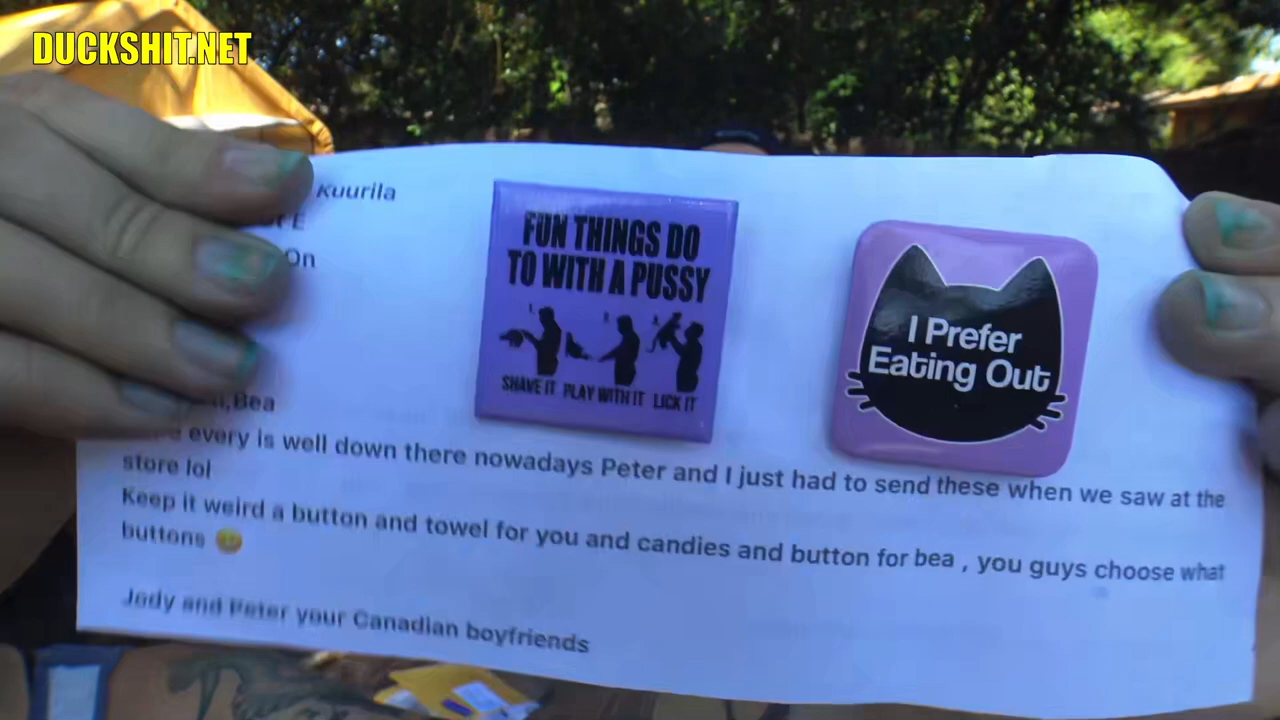 DUCKSHIT.NET
Kuurila
On
FUN THINGS DO
TO WITH A PUSSY
SHAVE IT PLAY WITH IT LICK IT
I Prefer
Eating Out
,Bea
every is well down there nowadays Peter and I just had to send these when we saw at the
store lol
Keep it weird a button and towel for you and candies and button for bea , you guys choose what
buttons
Jody and Peter your Canadian boyfriends